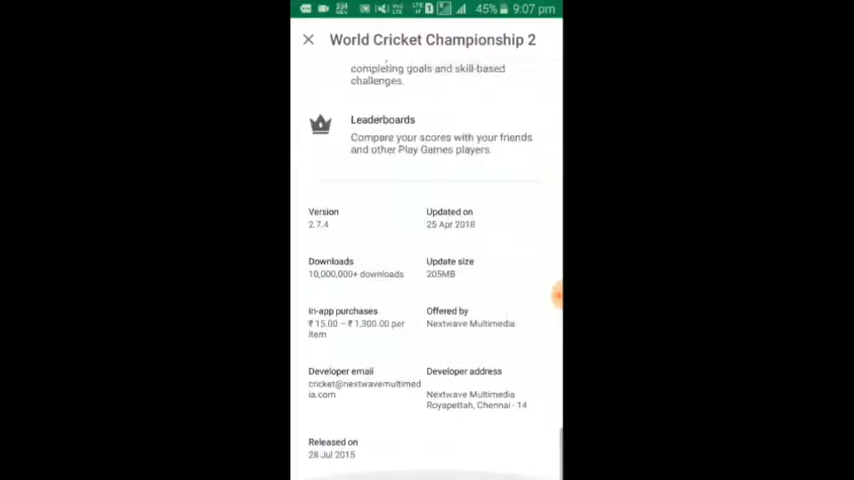 45% 9:07 pm
World Cricket Championship 2
completing goals and skill-based
challenges.
Leaderboards
Compare your scores with your friends
and other Play Games players.
Version
2.7.4
Updated on
25 Apr 2018
Downloads
10,000,000+ downloads
Update size
205MB
In-app purchases
₹ 15.00 – ₹ 1,300.00 per
Item
Offered by
Nextwave Multimedia
Developer email
cricket@nextwavemultimed
ia.com
Developer address
Nextwave Multimedia
Royapettah, Chennai - 14
Released on
28 Jul 2015